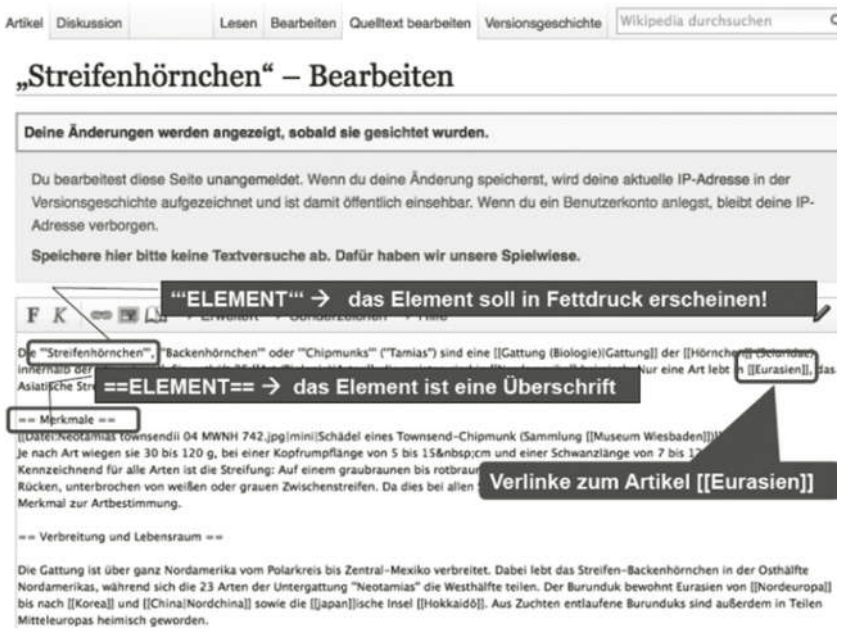 Artikel Diskussion Lesen Bearbeiten Quelltext bearbeiten Versionsgeschichte Wikipedia durchsuchen
„Streifenhörnchen“ – Bearbeiten
Deine Änderungen werden angezeigt, sobald sie gesichtet wurden.
Du bearbeitest diese Seite unangemeldet. Wenn du deine Änderung speicherst, wird deine aktuelle IP-Adresse in der
Versionsgeschichte aufgezeichnet und ist damit öffentlich einsehbar. Wenn du ein Benutzerkonto anlegst, bleibt deine IP-
Adresse verborgen.
Speichere hier bitte keine Textversuche ab. Dafür haben wir unsere Spielwiese.
'''ELEMENT''' → das Element soll in Fettdruck erscheinen!
F K
Die '''Streifenhörnchen''', '''Backenhörnchen''' oder '''Chipmunks''' (''Tamias'') sind eine [[Gattung (Biologie)|Gattung]] der [[Hörnchen]] (Sciuridae)
innerhalb der Nur eine Art lebt in [[Eurasien]], das
Asiatische
==ELEMENT== → das Element ist eine Überschrift
== Merkmale ==
[[Datei:Neotamias townsendii 04 MWNH 742.jpg|mini|Schädel eines Townsend-Chipmunk (Sammlung [[Museum Wiesbaden]])]]
Je nach Art wiegen sie 30 bis 120 g, bei einer Kopfrumpflänge von 5 bis 15&nbsp;cm und einer Schwanzlänge von 7 bis
Kennzeichnend für alle Arten ist die Streifung: Auf einem graubraunen bis
Verlinke zum Artikel [[Eurasien]]
Rücken, unterbrochen von weißen oder grauen Zwischenstreifen. Da dies bei allen
Merkmal zur Artbestimmung.
== Verbreitung und Lebensraum ==
Die Gattung ist über ganz Nordamerika vom Polarkreis bis Zentral-Mexiko verbreitet. Dabei lebt das Streifen-Backenhörnchen in der Osthälfte
Nordamerikas, während sich die 23 Arten der Untergattung ''Neotamias'' die Westhälfte teilen. Der Burunduk bewohnt Eurasien von [[Nordeuropa]]
bis nach [[Korea]] und [[China|Nordchina]] sowie die [[Japan]]ische Insel [[Hokkaidō]]. Aus Zuchten entlaufene Burunduks sind außerdem in Teilen
Mitteleuropas heimisch geworden.